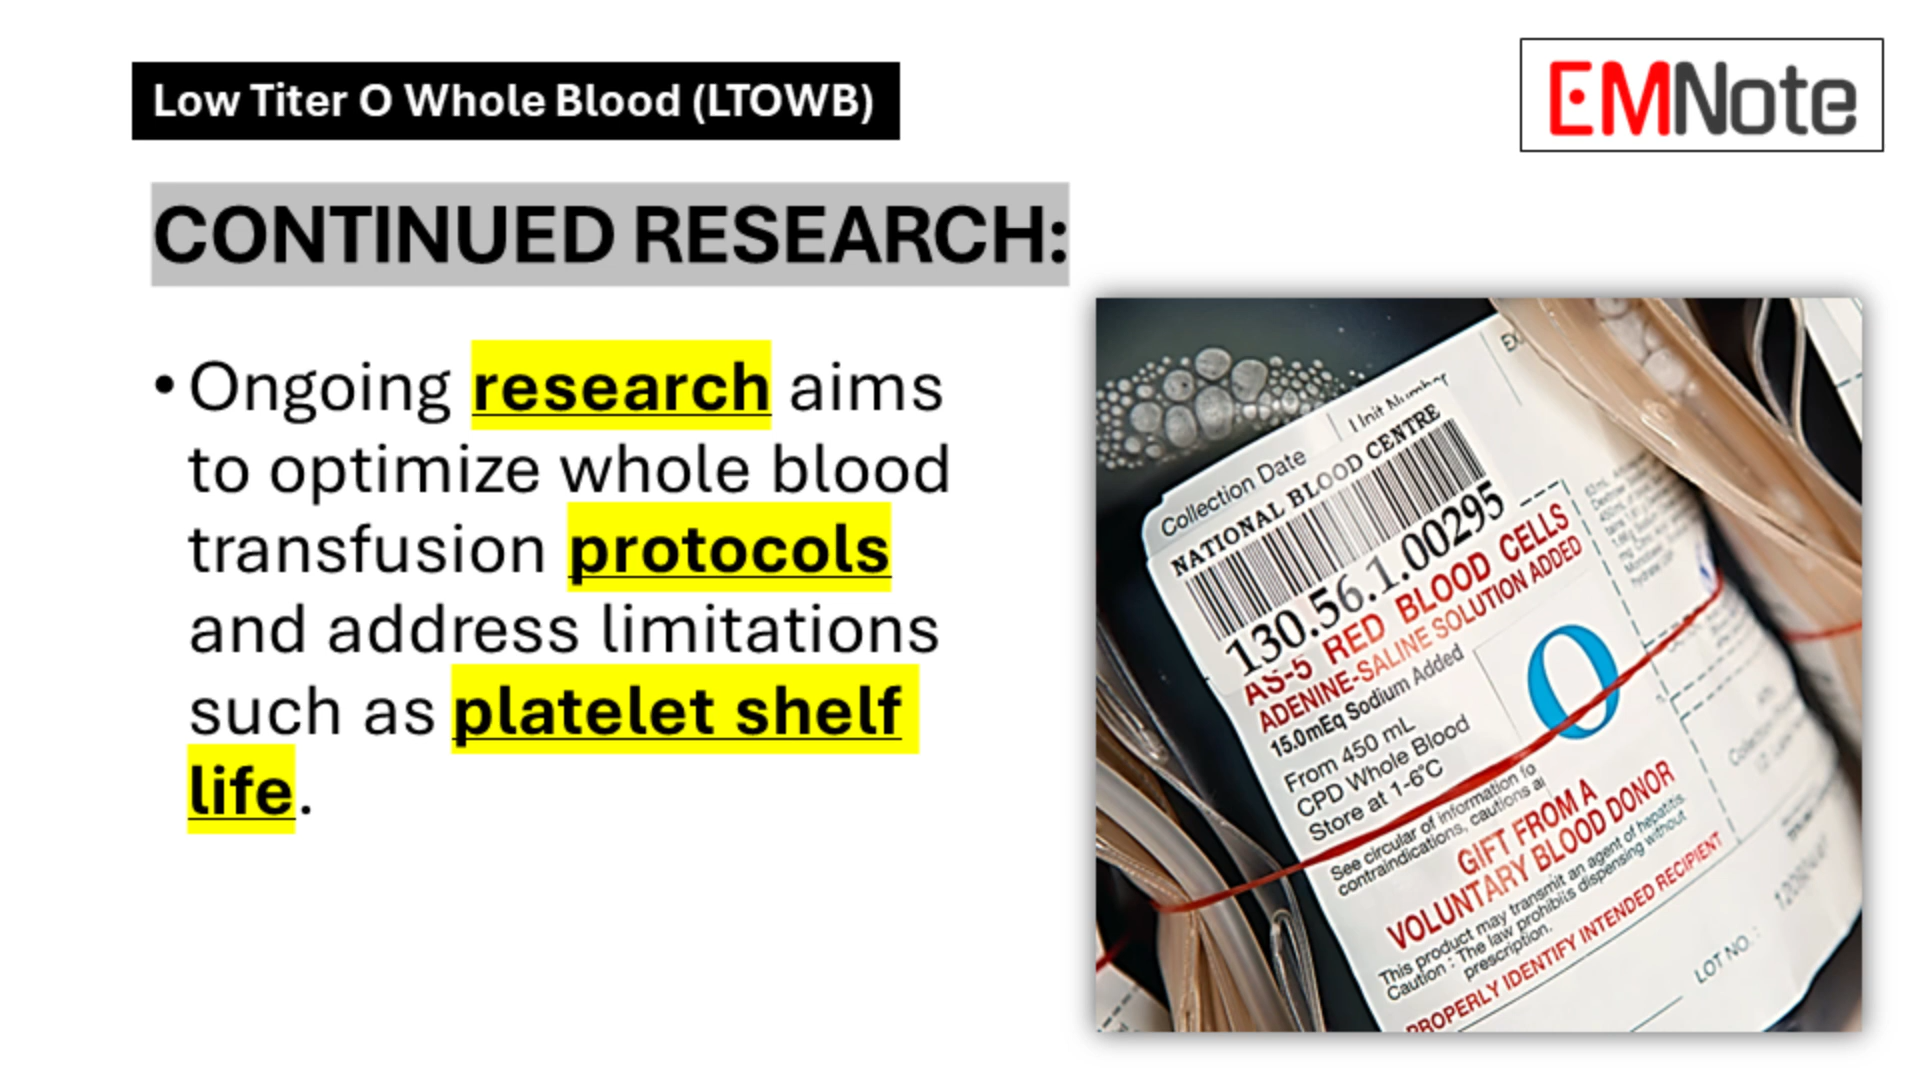 Low Titer O Whole Blood (LTOWB)
EMNote
CONTINUED RESEARCH:
• Ongoing research aims
to optimize whole blood
transfusion protocols
and address limitations
such as platelet shelf
life.
Collection Date
Unit Number
NATIONAL BLOOD CENTRE
130.56.1.00295
AS-5 RED BLOOD CELLS
ADENINE-SALINE SOLUTION ADDED
15.0mEq Sodium Added
From 450 mL
CPD Whole Blood
Store at 1-6°C
O
See circular of information fo
contraindications, cautions a
GIFT FROM A
VOLUNTARY BLOOD DONOR
This product may transmit an agent of hepatitis.
Caution : The law prohibiis dispensing without
prescription.
PROPERLY IDENTIFY INTENDED RECIPIENT
LOT NO. :